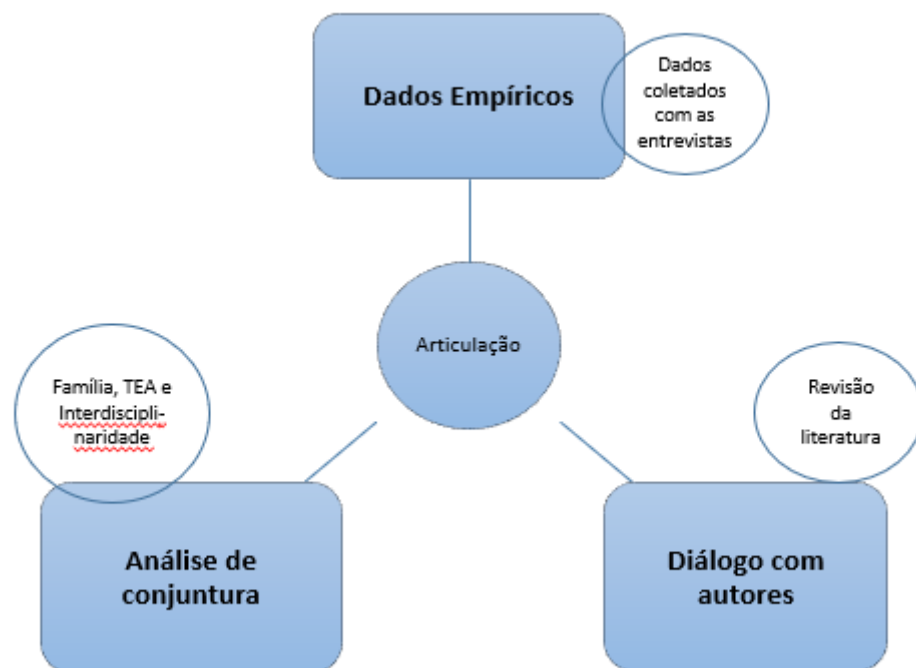 Dados Empíricos
Dados
coletados
com as
entrevistas
Articulação
Família, TEA e
Interdiscipli-
naridade
Revisão
da
literatura
Análise de
conjuntura
Diálogo com
autores